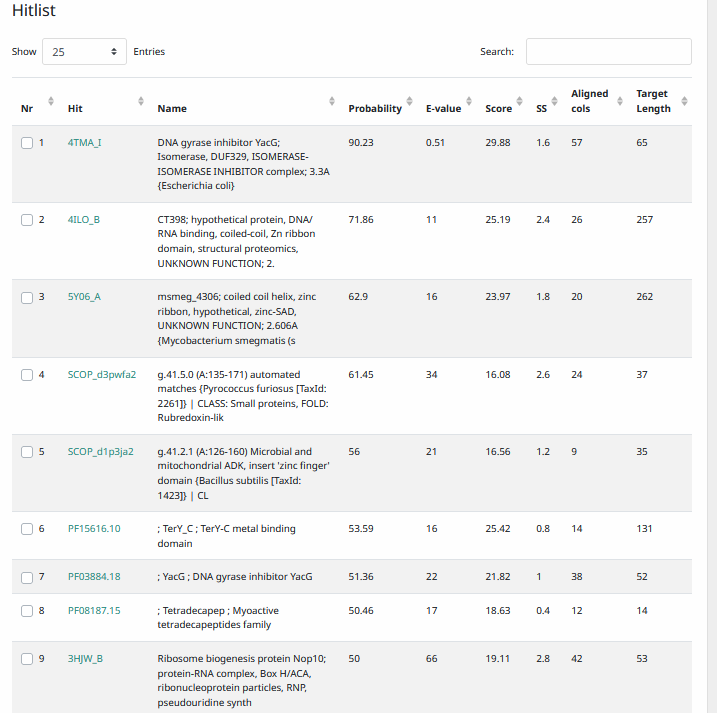 Hitlist
Show 25 Entries Search:
Nr Hit Name Probability E-value Score SS Aligned cols Target Length
1 4TMA_I DNA gyrase inhibitor YacG; 90.23 0.51 29.88 1.6 57 65
Isomerase, DUF329, ISOMERASE-
ISOMERASE INHIBITOR complex; 3.3A
{Escherichia coli}
2 4ILO_B CT398; hypothetical protein, DNA/ 71.86 11 25.19 2.4 26 257
RNA binding, coiled-coil, Zn ribbon
domain, structural proteomics,
UNKNOWN FUNCTION; 2.
3 5Y06_A msmeg_4306; coiled coil helix, zinc 62.9 16 23.97 1.8 20 262
ribbon, hypothetical, zinc-SAD,
UNKNOWN FUNCTION; 2.606A
{Mycobacterium smegmatis (s
4 SCOP_d3pwfa2 g.41.5.0 (A:135-171) automated 61.45 34 16.08 2.6 24 37
matches {Pyrococcus furiosus [TaxId:
2261]} | CLASS: Small proteins, FOLD:
Rubredoxin-lik
5 SCOP_d1p3ja2 g.41.2.1 (A:126-160) Microbial and 56 21 16.56 1.2 9 35
mitochondrial ADK, insert 'zinc finger'
domain {Bacillus subtilis [TaxId:
1423]} | CL
6 PF15616.10 ; TerY_C ; TerY-C metal binding 53.59 16 25.42 0.8 14 131
domain
7 PF03884.18 ; YacG ; DNA gyrase inhibitor YacG 51.36 22 21.82 1 38 52
8 PF08187.15 ; Tetradecapep ; Myoactive 50.46 17 18.63 0.4 12 14
tetradecapeptides family
9 3HJW_B Ribosome biogenesis protein Nop10; 50 66 19.11 2.8 42 53
protein-RNA complex, Box H/ACA,
ribonucleoprotein particles, RNP,
pseudouridine synth